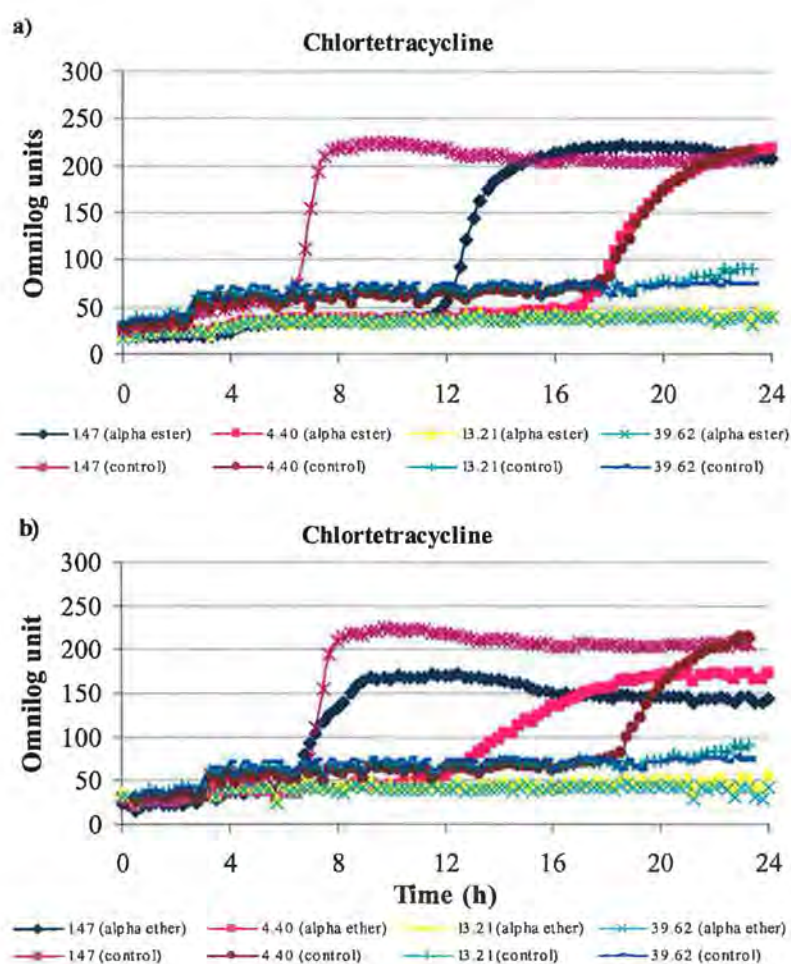 a)
Chlortetracycline
300
250
200
150
100
50
0
Omnilog units
0 4 8 12 16 20 24
1.47 (alpha ester) 4.40 (alpha ester) 13.21 (alpha ester) 39.62 (alpha ester)
1.47 (control) 4.40 (control) 13.21 (control) 39.62 (control)
b)
Chlortetracycline
300
250
200
150
100
50
0
Omnilog unit
0 4 8 12 16 20 24
Time (h)
1.47 (alpha ether) 4.40 (alpha ether) 13.21 (alpha ether) 39.62 (alpha ether)
1.47 (control) 4.40 (control) 13.21 (control) 39.62 (control)